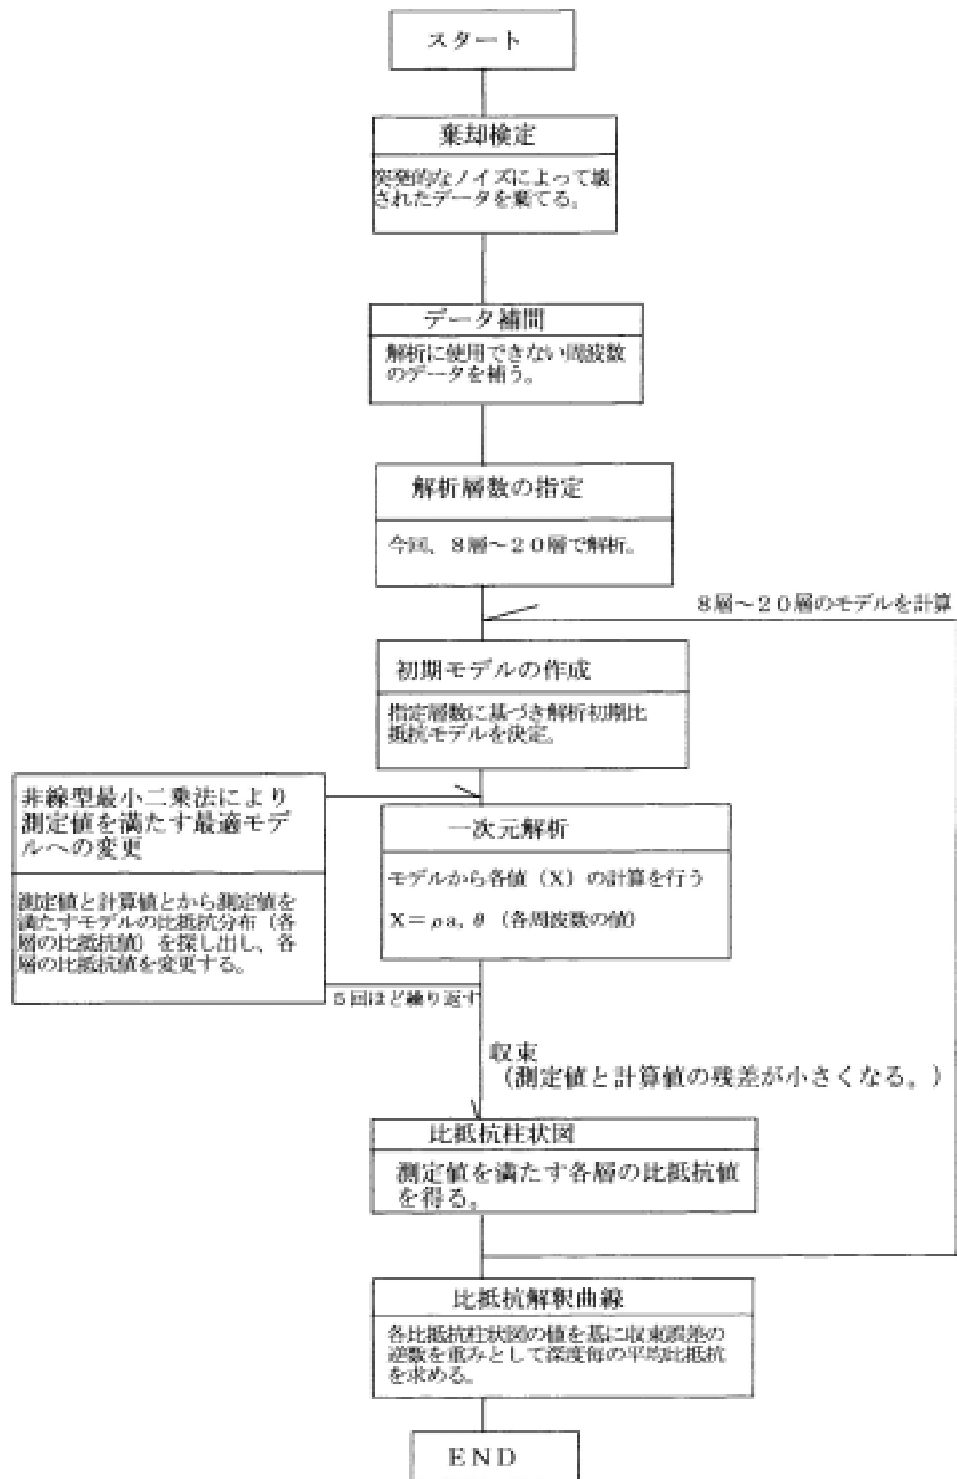 スタート
棄却検定
突発的なノイズによって壊
されたデータを棄てる。
データ補間
解析に使用できない周波数
のデータを補う。
解析層数の指定
今回、8層～20層で解析。
8層～20層のモデルを計算
初期モデルの作成
指定層数に基づき解析初期比
抵抗モデルを決定。
非線型最小二乗法により
測定値を満たす最適モデ
ルへの変更
測定値と計算値とから測定値を
満たすモデルの比抵抗分布（各
層の比抵抗値）を探し出し、各
層の比抵抗値を変更する。
一次元解析
モデルから各値（X）の計算を行う
X＝ρa, θ（各周波数の値）
5回ほど繰り返す
収束
（測定値と計算値の残差が小さくなる。）
比抵抗柱状図
測定値を満たす各層の比抵抗値
を得る。
比抵抗解釈曲線
各比抵抗柱状図の値を基に収束誤差の
逆数を重みとして深度毎の平均比抵抗
を求める。
END